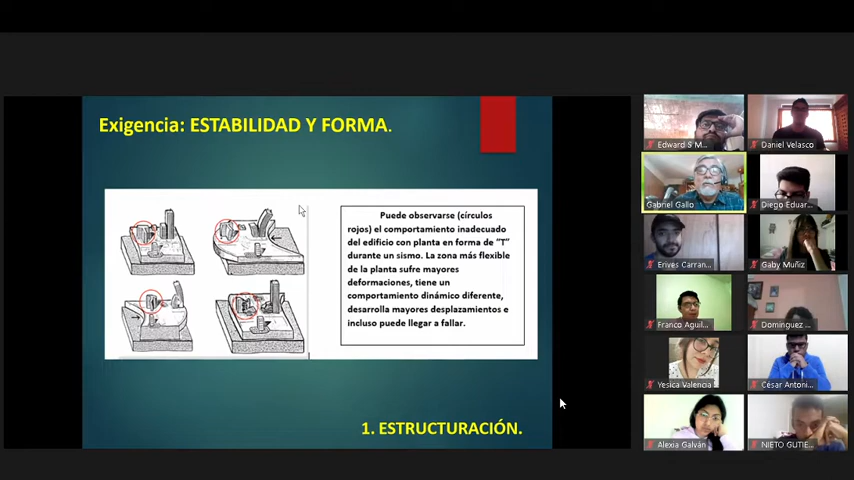 Exigencia: ESTABILIDAD Y FORMA.
Puede observarse (círculos
rojos) el comportamiento inadecuado
del edificio con planta en forma de "T"
durante un sismo. La zona más flexible
de la planta sufre mayores
deformaciones, tiene un
comportamiento dinámico diferente,
desarrolla mayores desplazamientos e
incluso puede llegar a fallar.
1. ESTRUCTURACIÓN.
Edward S M...
Daniel Velasco
Gabriel Gallo
Diego Eduar...
Erives Carran...
Gaby Muñiz
Franco Aguil...
Dominguez
Yesica Valencia
César Antoni...
Alexia Galván
NIETO GUTIE...